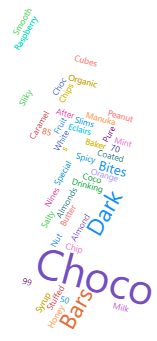 Smooth
Raspberry
Cubes
Choc
Organic
Chips
Silky
After
Slims
Manuka
Peanut
Caramel
85
Fruit
Eclairs
Pure
White
s
Baker
70
Mint
Spicy
Coated
Special
Bites
Coco
Orange
Drinking
Nines
Almonds
Salty
Butter
Dark
Almond
Nut
Chip
Choco
99
Syrup
Stuffed
50
Honey
Bars
Milk